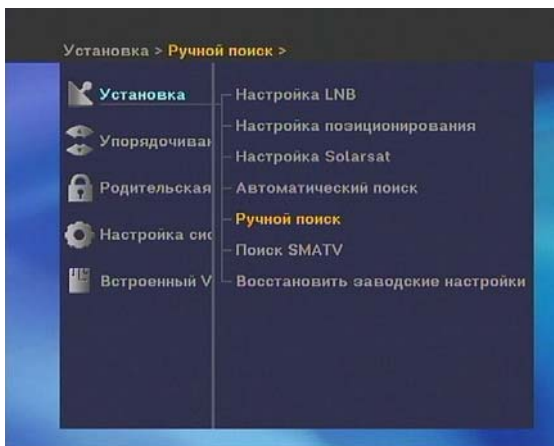 Установка > Ручной поиск >
Установка
Упорядочиван
Родительская
Настройка сис
Встроенный V
Настройка LNB
Настройка позиционирования
Настройка Solarsat
Автоматический поиск
Ручной поиск
Поиск SMATV
Восстановить заводские настройки